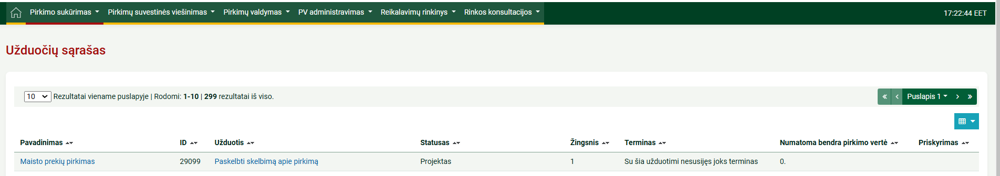 Pirkimo sukūrimas Pirkimų suvestinės viešinimas Pirkimų valdymas PV administravimas Reikalavimų rinkinys Rinkos konsultacijos 17:22:44 EET
Užduočių sąrašas
10 Rezultatai viename puslapyje | Rodomi: 1-10 | 299 rezultatai iš viso. « ‹ Puslapis 1 › »
Pavadinimas ID Užduotis Statusas Žingsnis Terminas Numatoma bendra pirkimo vertė Priskyrimas
Maisto prekių pirkimas 29099 Paskelbti skelbimą apie pirkimą Projektas 1 Su šia užduotimi nesusijęs joks terminas 0.